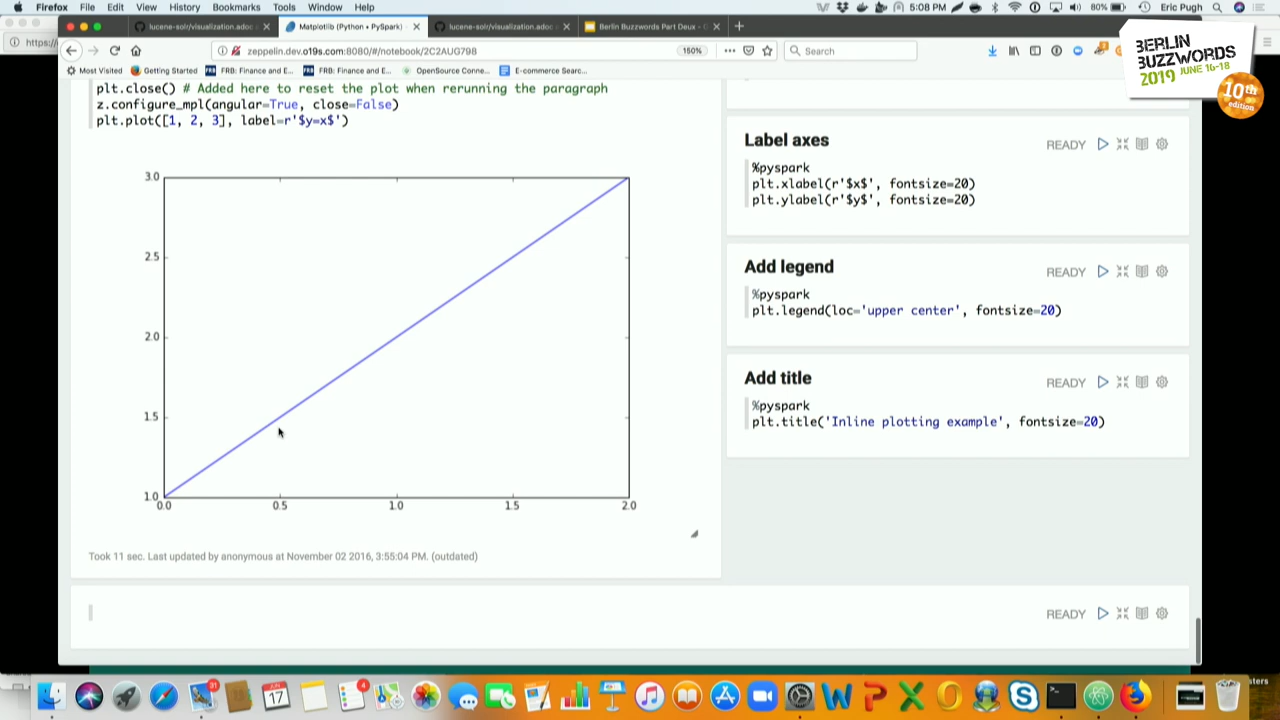 Firefox File Edit View History Bookmarks Tools Window Help 5:08 PM 80% Eric Pugh
lucene-solr/visualization.adoc Matplotlib (Python • PySpark) lucene-solr/visualization.adoc Berlin Buzzwords Part Deux -
https:/
zeppelin.dev.o19s.com:8080/#/notebook/2C2AUG798 150% Search
Most Visited Getting Started FRB: Finance and E... FRB: Finance and E... OpenSource Conne... E-commerce Searc...
BERLIN
BUZZWORDS
2019 JUNE 16-18
10th
edition
plt.close() # Added here to reset the plot when rerunning the paragraph
z.configure_mpl(angular=True, close=False)
plt.plot([1, 2, 3], label=r'$y=x$')
3.0
2.5
2.0
1.5
1.0
0.0 0.5 1.0 1.5 2.0
Took 11 sec. Last updated by anonymous at November 02 2016, 3:55:04 PM. (outdated)
Label axes READY
%pyspark
plt.xlabel(r'$x$', fontsize=20)
plt.ylabel(r'$y$', fontsize=20)
Add legend READY
%pyspark
plt.legend(loc='upper center', fontsize=20)
Add title READY
%pyspark
plt.title('Inline plotting example', fontsize=20)
READY
31
17
4
sters